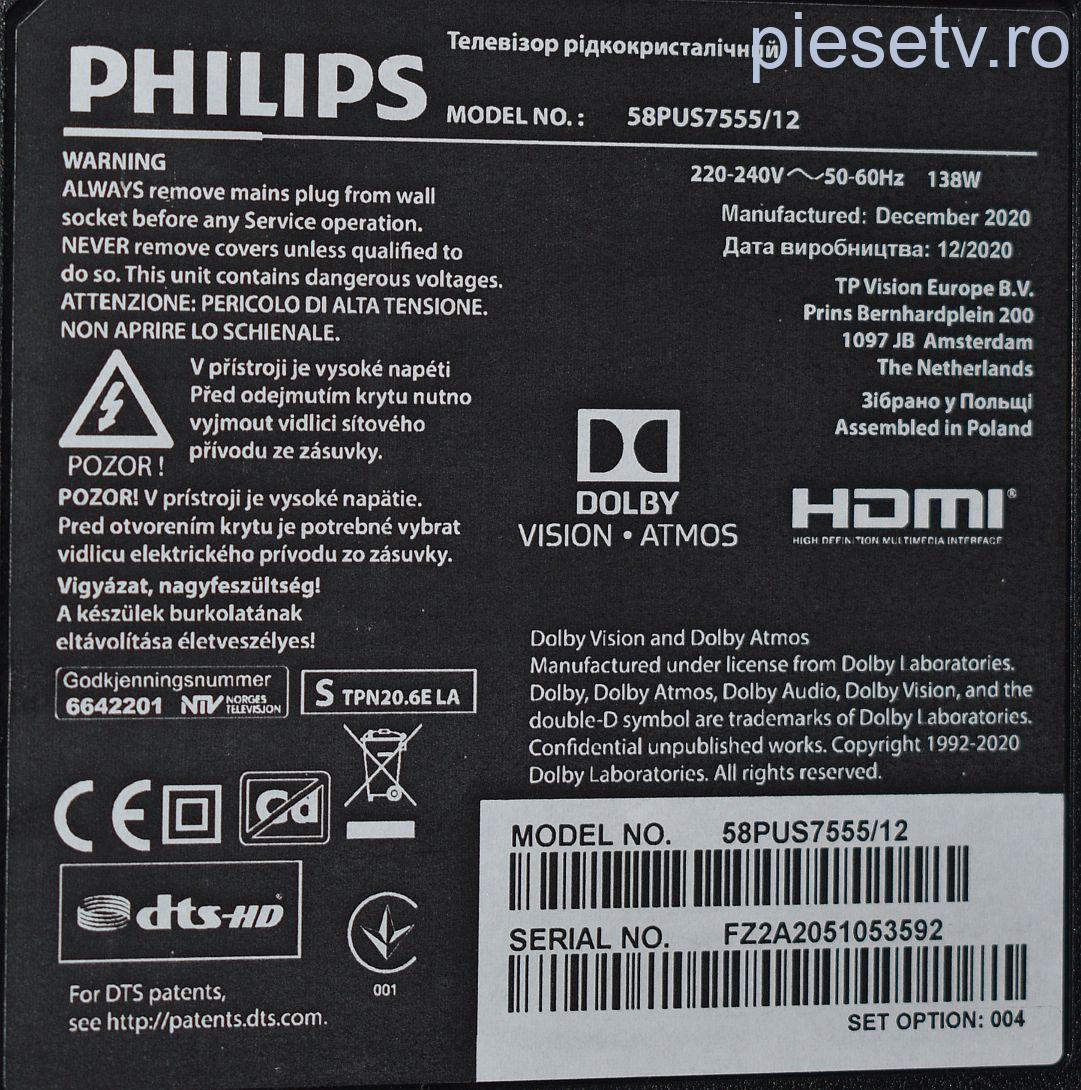 piesetv.ro
PHILIPS
Телевізор рідкокристалічний
MODEL NO. : 58PUS7555/12
WARNING
ALWAYS remove mains plug from wall
socket before any Service operation.
NEVER remove covers unless qualified to
do so. This unit contains dangerous voltages.
ATTENZIONE: PERICOLO DI ALTA TENSIONE.
NON APRIRE LO SCHIENALE.
220-240V ~ 50-60Hz 138W
Manufactured: December 2020
Дата виробництва: 12/2020
TP Vision Europe B.V.
Prins Bernhardplein 200
1097 JB Amsterdam
The Netherlands
Зібрано у Польщі
Assembled in Poland
V přístroji je vysoké napéti
Před odejmutím krytu nutno
vyjmout vidlici sítového
přívodu ze zásuvky.
POZOR !
POZOR! V prístroji je vysoké napätie.
Pred otvorením krytu je potrebné vybrat
vidlicu elektrického prívodu zo zásuvky.
Vigyázat, nagyfeszültség!
A készülek burkolatának
eltávolítása életveszélyes!
DOLBY
VISION • ATMOS
HDMI®
HIGH DEFINITION MULTIMEDIA INTERFACE
Godkjenningsnummer
6642201 NTV NORGES
TELEVISJON
S TPN20.6E LA
Dolby Vision and Dolby Atmos
Manufactured under license from Dolby Laboratories.
Dolby, Dolby Atmos, Dolby Audio, Dolby Vision, and the
double-D symbol are trademarks of Dolby Laboratories.
Confidential unpublished works. Copyright 1992-2020
Dolby Laboratories. All rights reserved.
CE
Cd
dts-HD
001
For DTS patents,
see http://patents.dts.com.
MODEL NO. 58PUS7555/12
SERIAL NO. FZ2A2051053592
SET OPTION: 004